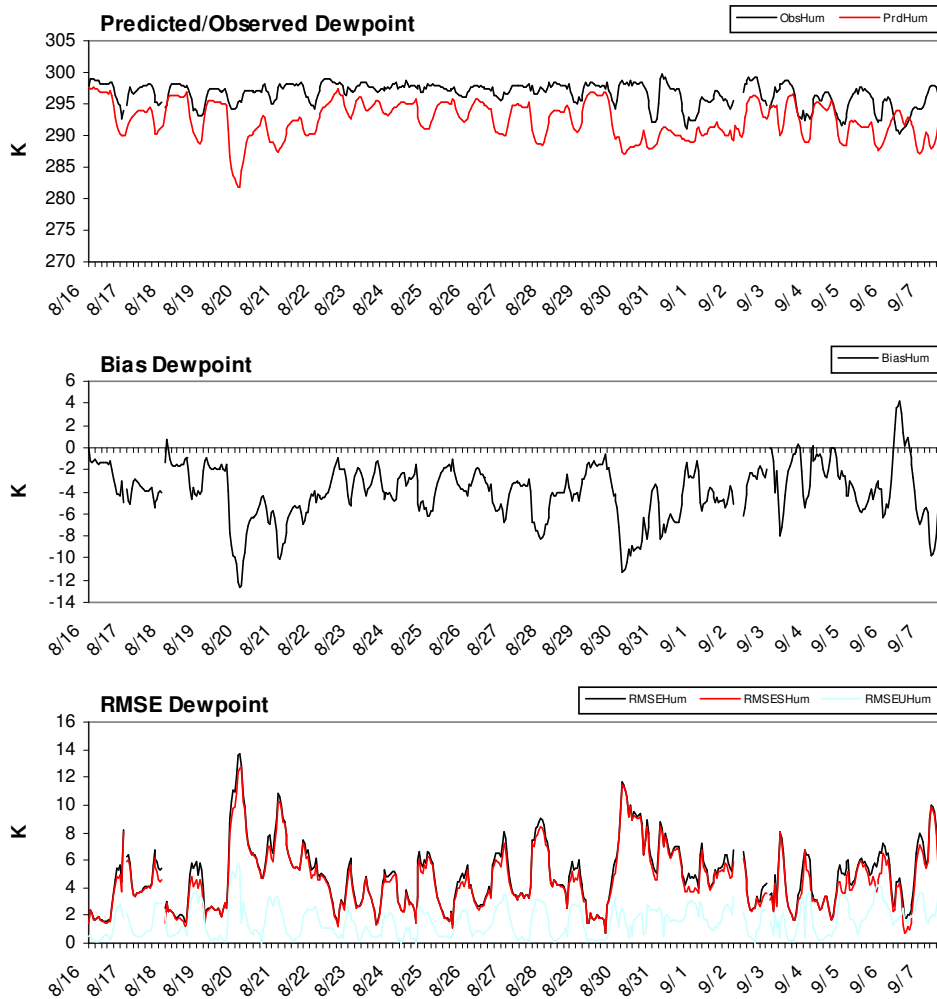 Predicted/Observed Dewpoint
ObsHum PrdHum
305
300
295
290
285
280
275
270
K
8/16 8/17 8/18 8/19 8/20 8/21 8/22 8/23 8/24 8/25 8/26 8/27 8/28 8/29 8/30 8/31 9/ 1 9/ 2 9/ 3 9/ 4 9/ 5 9/ 6 9/ 7
Bias Dewpoint
BiasHum
6
4
2
0
-2
-4
-6
-8
-10
-12
-14
K
8/16 8/17 8/18 8/19 8/20 8/21 8/22 8/23 8/24 8/25 8/26 8/27 8/28 8/29 8/30 8/31 9/ 1 9/ 2 9/ 3 9/ 4 9/ 5 9/ 6 9/ 7
RMSE Dewpoint
RMSEHum RMSESHum RMSEUHum
16
14
12
10
8
6
4
2
0
K
8/16 8/17 8/18 8/19 8/20 8/21 8/22 8/23 8/24 8/25 8/26 8/27 8/28 8/29 8/30 8/31 9/ 1 9/ 2 9/ 3 9/ 4 9/ 5 9/ 6 9/ 7